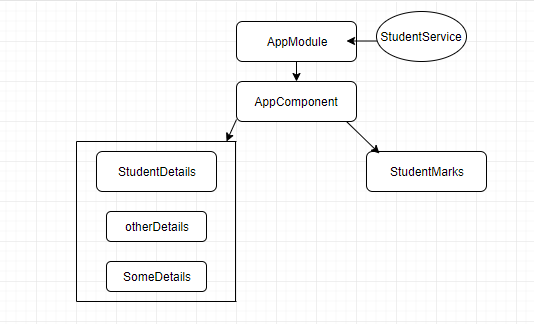 StudentService
AppModule
AppComponent
StudentDetails
StudentMarks
otherDetails
SomeDetails